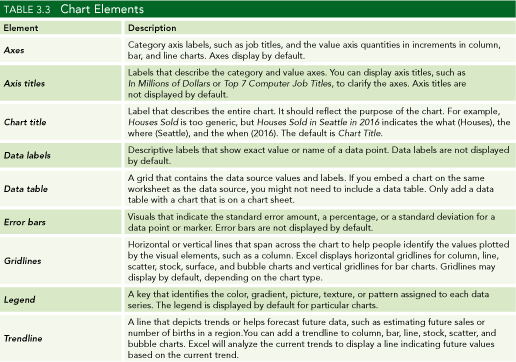 TABLE 3.3 Chart Elements
Element Description
Axes Category axis labels, such as job titles, and the value axis quantities in increments in column,
bar, and line charts. Axes display by default.
Axis titles Labels that describe the category and value axes. You can display axis titles, such as
In Millions of Dollars or Top 7 Computer Job Titles, to clarify the axes. Axis titles are
not displayed by default.
Chart title Label that describes the entire chart. It should reflect the purpose of the chart. For example,
Houses Sold is too generic, but Houses Sold in Seattle in 2016 indicates the what (Houses), the
where (Seattle), and the when (2016). The default is Chart Title.
Data labels Descriptive labels that show exact value or name of a data point. Data labels are not displayed
by default.
Data table A grid that contains the data source values and labels. If you embed a chart on the same
worksheet as the data source, you might not need to include a data table. Only add a data
table with a chart that is on a chart sheet.
Error bars Visuals that indicate the standard error amount, a percentage, or a standard deviation for a
data point or marker. Error bars are not displayed by default.
Gridlines Horizontal or vertical lines that span across the chart to help people identify the values plotted
by the visual elements, such as a column. Excel displays horizontal gridlines for column, line,
scatter, stock, surface, and bubble charts and vertical gridlines for bar charts. Gridlines may
display by default, depending on the chart type.
Legend A key that identifies the color, gradient, picture, texture, or pattern assigned to each data
series. The legend is displayed by default for particular charts.
Trendline A line that depicts trends or helps forecast future data, such as estimating future sales or
number of births in a region.You can add a trendline to column, bar, line, stock, scatter, and
bubble charts. Excel will analyze the current trends to display a line indicating future values
based on the current trend.